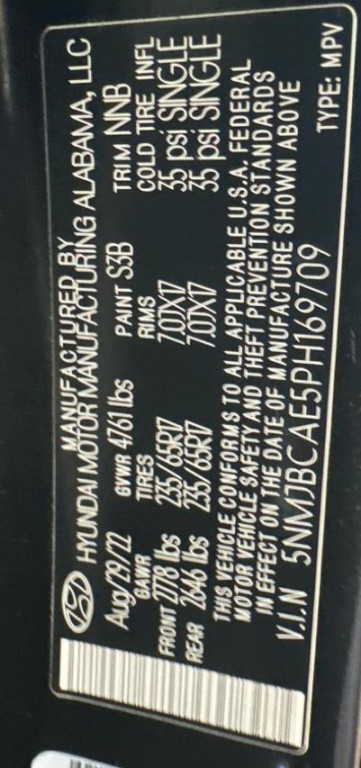 MANUFACTURED BY
HYUNDAI MOTOR MANUFACTURING ALABAMA, LLC
Aug/29/22 GVWR 4761 lbs PAINT S3B TRIM NNB
GAWR TIRES RIMS COLD TIRE INFL
FRONT 2778 lbs 235/65R17 7.0JX17 35 psi SINGLE
REAR 2646 lbs 235/65R17 7.0JX17 35 psi SINGLE
THIS VEHICLE CONFORMS TO ALL APPLICABLE U.S.A. FEDERAL
MOTOR VEHICLE SAFETY AND THEFT PREVENTION STANDARDS
IN EFFECT ON THE DATE OF MANUFACTURE SHOWN ABOVE
V.I.N 5NMJBCAE5PH169709 TYPE: MPV